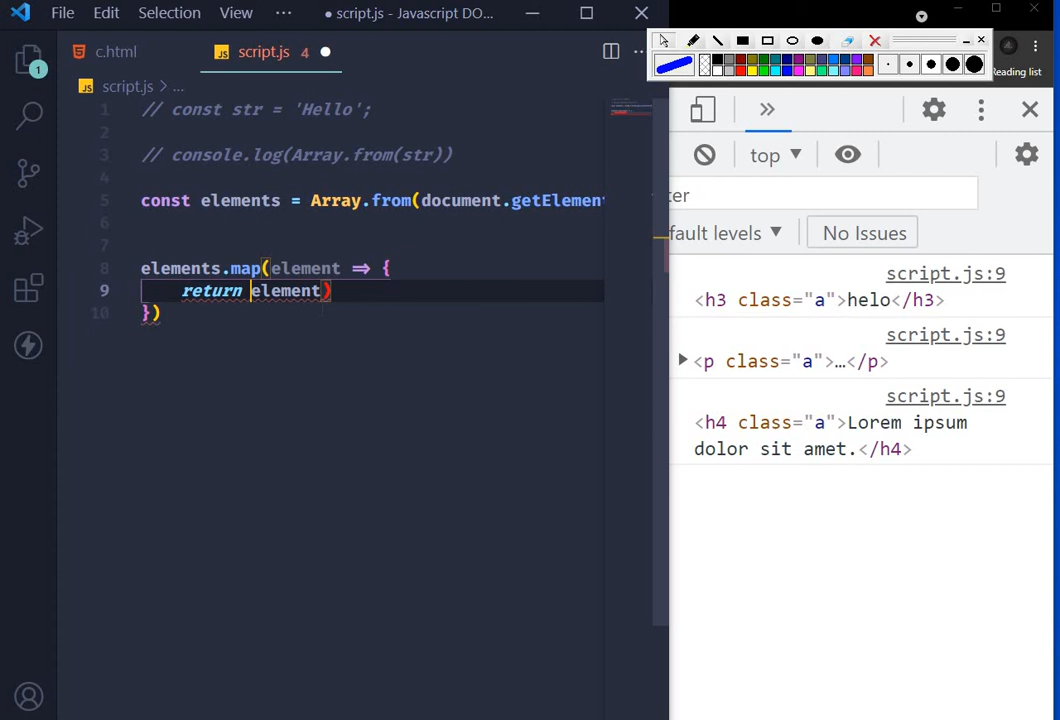 File Edit Selection View ··· ● script.js - Javascript DO...
c.html script.js 4 ●
script.js > ...
1 // const str = 'Hello';
2
3 // console.log(Array.from(str))
4
5 const elements = Array.from(document.getElement
6
7
8 elements.map(element => {
9 return element)
10 })
1
Reading list
top ▼
ter
fault levels ▼ No Issues
script.js:9
<h3 class="a">helo</h3>
script.js:9
<p class="a">…</p>
script.js:9
<h4 class="a">Lorem ipsum
dolor sit amet.</h4>